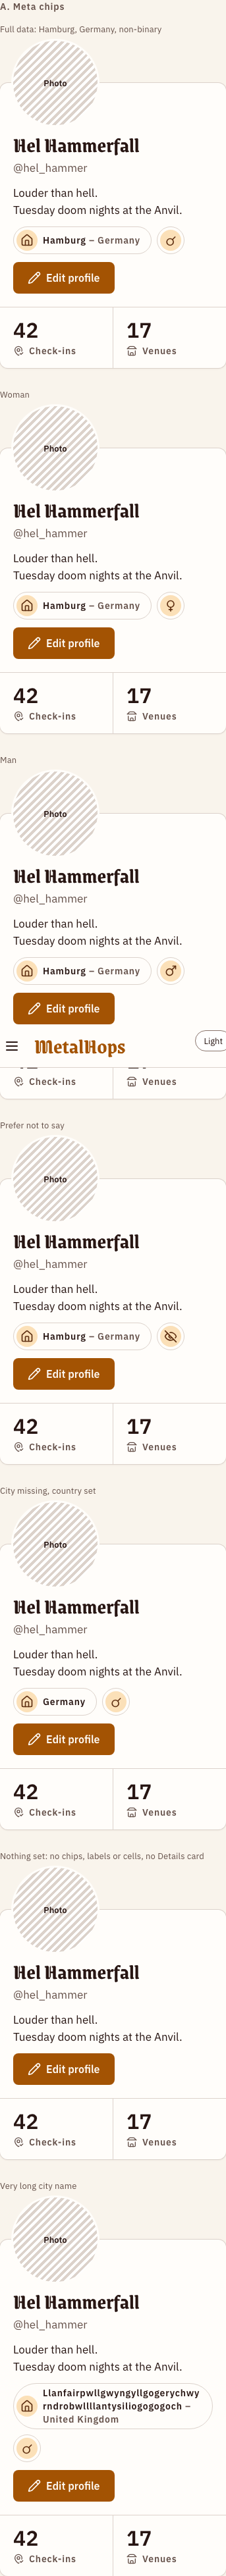 A. Meta chips
Full data: Hamburg, Germany, non-binary
Photo
Hel Hammerfall
@hel_hammer
Louder than hell.
Tuesday doom nights at the Anvil.
Hamburg – Germany
Edit profile
42
17
Check-ins
Venues
Woman
Photo
Hel Hammerfall
@hel_hammer
Louder than hell.
Tuesday doom nights at the Anvil.
Hamburg – Germany
Edit profile
42
17
Check-ins
Venues
Man
Photo
Hel Hammerfall
@hel_hammer
Louder than hell.
Tuesday doom nights at the Anvil.
Hamburg – Germany
Edit profile
MetalHops
Light
Check-ins
Venues
Prefer not to say
Photo
Hel Hammerfall
@hel_hammer
Louder than hell.
Tuesday doom nights at the Anvil.
Hamburg – Germany
Edit profile
42
17
Check-ins
Venues
City missing, country set
Photo
Hel Hammerfall
@hel_hammer
Louder than hell.
Tuesday doom nights at the Anvil.
Germany
Edit profile
42
17
Check-ins
Venues
Nothing set: no chips, labels or cells, no Details card
Photo
Hel Hammerfall
@hel_hammer
Louder than hell.
Tuesday doom nights at the Anvil.
Edit profile
42
17
Check-ins
Venues
Very long city name
Photo
Hel Hammerfall
@hel_hammer
Louder than hell.
Tuesday doom nights at the Anvil.
Llanfairpwllgwyngyllgogerychwy
rndrobwllllantysiliogogogoch –
United Kingdom
Edit profile
42
17
Check-ins
Venues